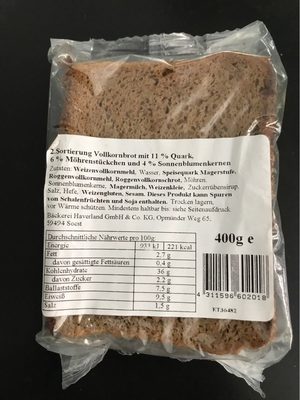 2.Sortierung Vollkornbrot mit 11 % Quark,
6 % Möhrenstückchen und 4 % Sonnenblumenkernen
Zutaten: Weizenvollkornmehl, Wasser, Speisequark Magerstufe,
Roggenvollkornmehl, Roggenvollkornschrot, Möhren,
Sonnenblumenkerne, Magermilch, Weizenkleie, Zuckerrübensirup,
Salz, Hefe, Weizengluten, Sesam. Dieses Produkt kann Spuren
von Schalenfrüchten und Soja enthalten. Trocken lagern,
vor Wärme schützen. Mindestens haltbar bis: siehe Seitenaufdruck.
Bäckerei Haverland GmbH & Co. KG, Opmünder Weg 65,
59494 Soest
Durchschnittliche Nährwerte pro 100g
Energie 933 kJ 221 kcal
Fett 2,7 g
davon gesättigte Fettsäuren 0,4 g
Kohlenhydrate 36 g
davon Zucker 2,2 g
Ballaststoffe 7,5 g
Eiweiß 9,5 g
Salz 1,5 g
400g e
4 311596 602018
ET36482